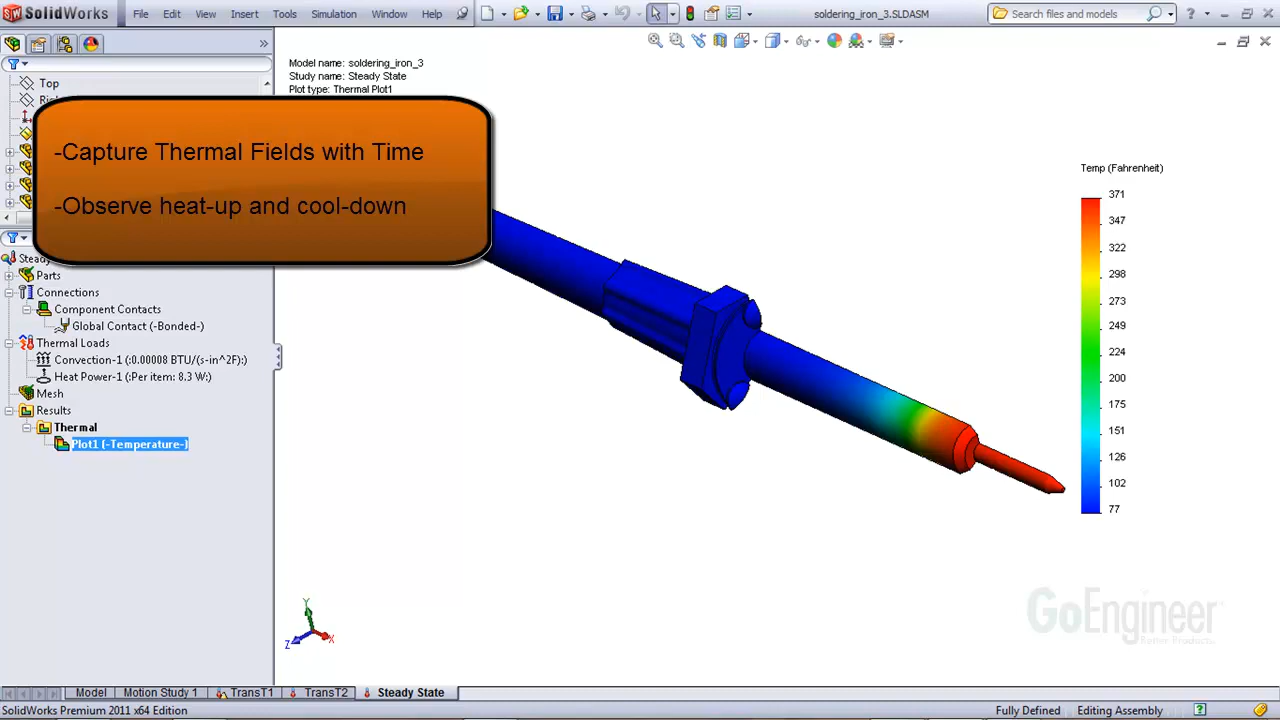 SolidWorks File Edit View Insert Tools Simulation Window Help soldering_iron_3.SLDASM Search files and models
Top
Model name: soldering_iron_3
Study name: Steady State
Plot type: Thermal Plot1
-Capture Thermal Fields with Time
-Observe heat-up and cool-down
Temp (Fahrenheit)
371
347
322
298
273
249
224
200
175
151
126
102
77
Parts
Connections
Component Contacts
Global Contact (-Bonded-)
Thermal Loads
Convection-1 (:0.00008 BTU/(s-in^2F):)
Heat Power-1 (:Per item: 8.3 W:)
Mesh
Results
Thermal
Plot1 (-Temperature-)
Y
X
Z
GoEngineer
Model Motion Study 1 TransT1 TransT2 Steady State
SolidWorks Premium 2011 x64 Edition Fully Defined Editing Assembly